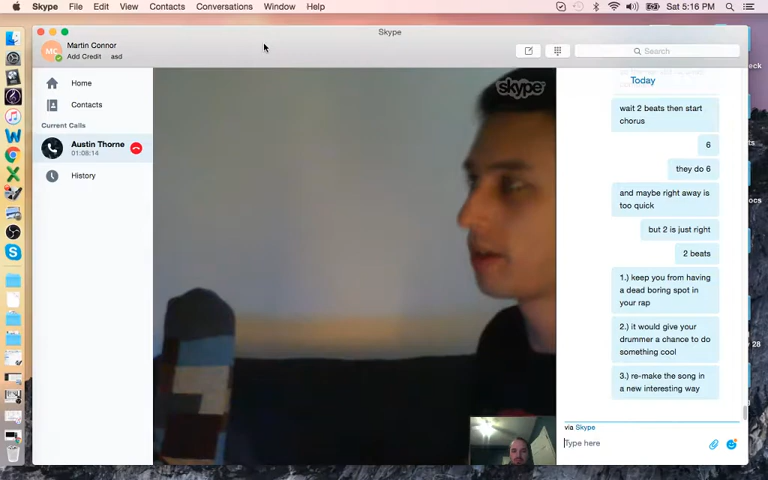 Skype File Edit View Contacts Conversations Window Help Sat 5:16 PM
Skype
Martin Connor
MC
Add Credit asd
Search
Home
Contacts
Current Calls
Austin Thorne
01:08:14
History
skype
Today
wait 2 beats then start
chorus
6
they do 6
and maybe right away is
too quick
but 2 is just right
2 beats
1.) keep you from having
a dead boring spot in
your rap
2.) it would give your
drummer a chance to do
something cool
3.) re-make the song in
a new interesting way
via Skype
Type here